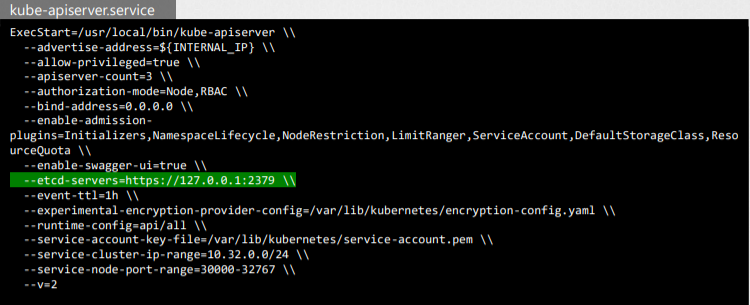 kube-apiserver.service
ExecStart=/usr/local/bin/kube-apiserver \\
--advertise-address=${INTERNAL_IP} \\
--allow-privileged=true \\
--apiserver-count=3 \\
--authorization-mode=Node,RBAC \\
--bind-address=0.0.0.0 \\
--enable-admission-
plugins=Initializers,NamespaceLifecycle,NodeRestriction,LimitRanger,ServiceAccount,DefaultStorageClass,Reso
urceQuota \\
--enable-swagger-ui=true \\
--etcd-servers=https://127.0.0.1:2379 \\
--event-ttl=1h \\
--experimental-encryption-provider-config=/var/lib/kubernetes/encryption-config.yaml \\
--runtime-config=api/all \\
--service-account-key-file=/var/lib/kubernetes/service-account.pem \\
--service-cluster-ip-range=10.32.0.0/24 \\
--service-node-port-range=30000-32767 \\
--v=2